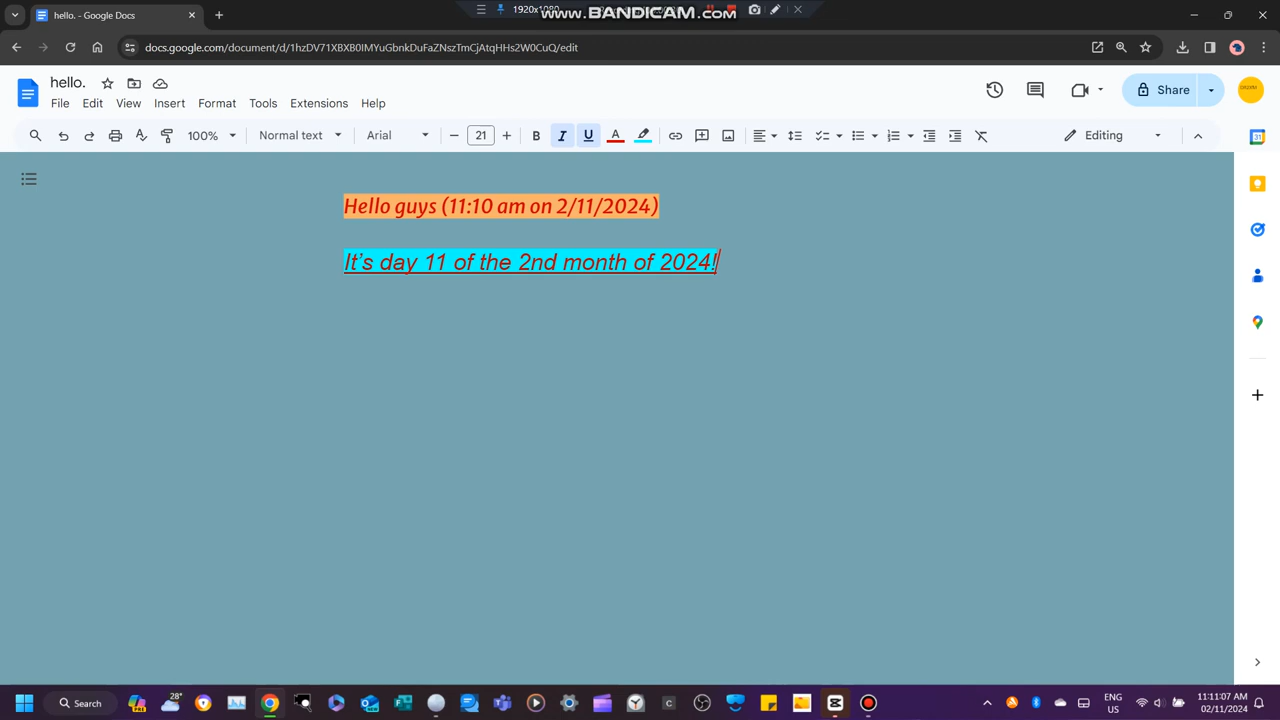 hello. - Google Docs
1920x1080
www.BANDICAM.com
docs.google.com/document/d/1hzDV71XBXB0IMYuGbnkDuFaZNszTmCjAtqHHs2W0CuQ/edit
hello.
File Edit View Insert Format Tools Extensions Help
Share
100% Normal text Arial 21 B I U A Editing
Hello guys (11:10 am on 2/11/2024)
It’s day 11 of the 2nd month of 2024!
28°
Search
ENG
US
11:11:07 AM
02/11/2024